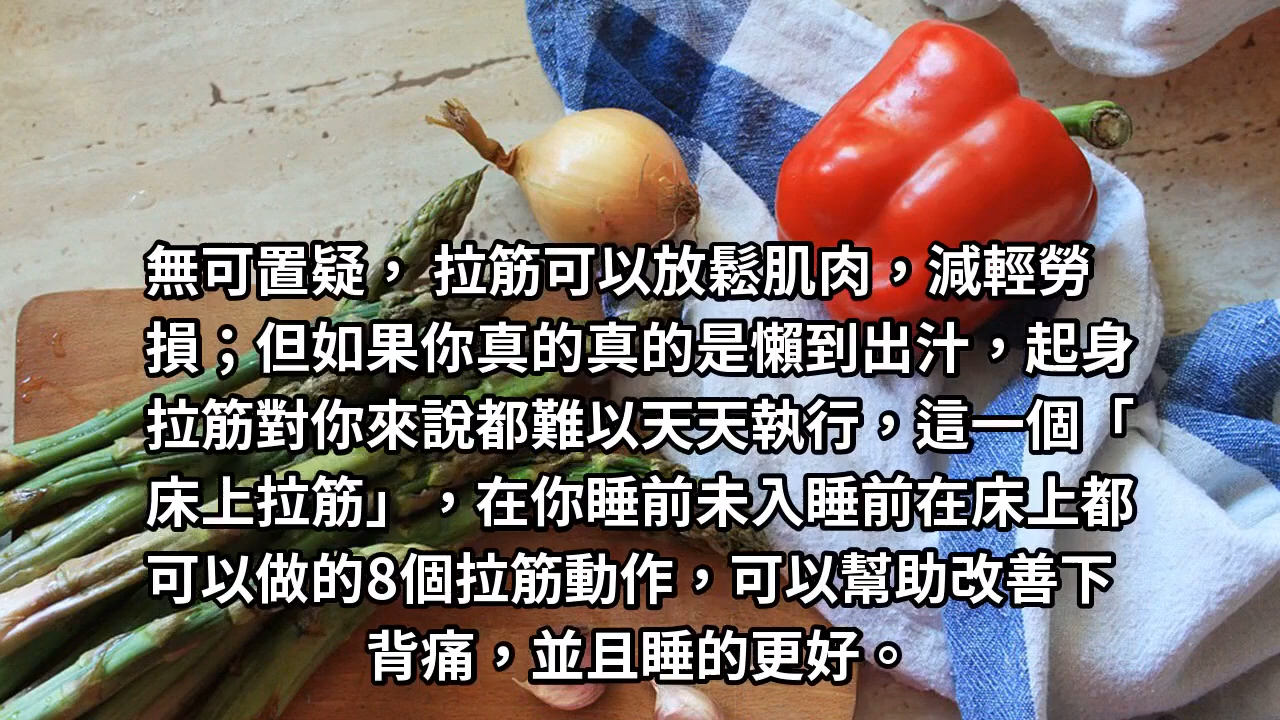 無可置疑， 拉筋可以放鬆肌肉，減輕勞
損；但如果你真的真的是懶到出汁，起身
拉筋對你來說都難以天天執行，這一個「
床上拉筋」，在你睡前未入睡前在床上都
可以做的8個拉筋動作，可以幫助改善下
背痛，並且睡的更好。